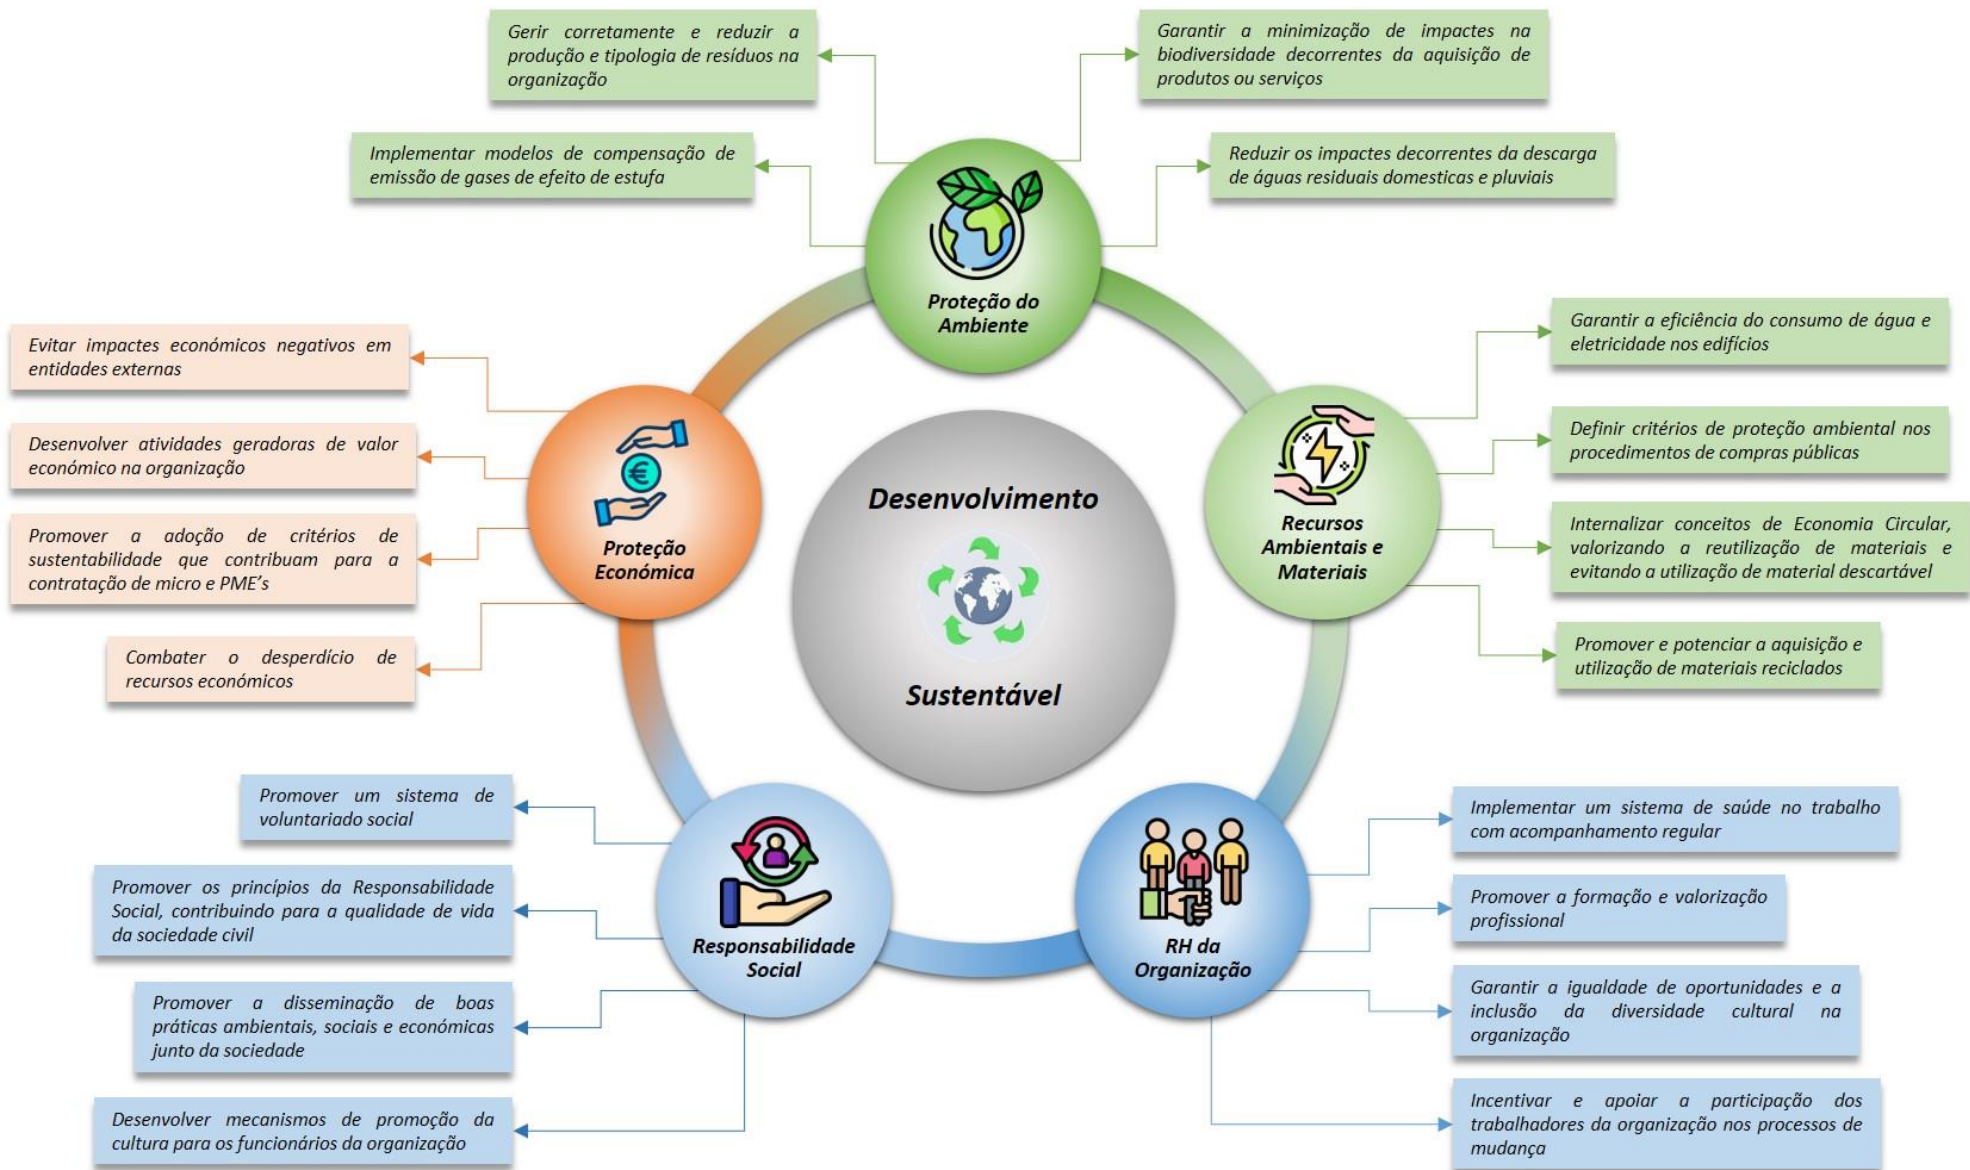 Gerir corretamente e reduzir a
produção e tipologia de resíduos na
organização
Garantir a minimização de impactes na
biodiversidade decorrentes da aquisição de
produtos ou serviços
Implementar modelos de compensação de
emissão de gases de efeito de estufa
Reduzir os impactes decorrentes da descarga
de águas residuais domesticas e pluviais
Proteção do
Ambiente
Evitar impactes económicos negativos em
entidades externas
Desenvolver atividades geradoras de valor
económico na organização
Promover a adoção de critérios de
sustentabilidade que contribuam para a
contratação de micro e PME’s
Combater o desperdício de
recursos económicos
€
Proteção
Económica
Desenvolvimento
Sustentável
Recursos
Ambientais e
Materiais
Garantir a eficiência do consumo de água e
eletricidade nos edifícios
Definir critérios de proteção ambiental nos
procedimentos de compras públicas
Internalizar conceitos de Economia Circular,
valorizando a reutilização de materiais e
evitando a utilização de material descartável
Promover e potenciar a aquisição e
utilização de materiais reciclados
Promover um sistema de
voluntariado social
Promover os princípios da Responsabilidade
Social, contribuindo para a qualidade de vida
da sociedade civil
Promover a disseminação de boas
práticas ambientais, sociais e económicas
junto da sociedade
Desenvolver mecanismos de promoção da
cultura para os funcionários da organização
Responsabilidade
Social
RH da
Organização
Implementar um sistema de saúde no trabalho
com acompanhamento regular
Promover a formação e valorização
profissional
Garantir a igualdade de oportunidades e a
inclusão da diversidade cultural na
organização
Incentivar e apoiar a participação dos
trabalhadores da organização nos processos de
mudança